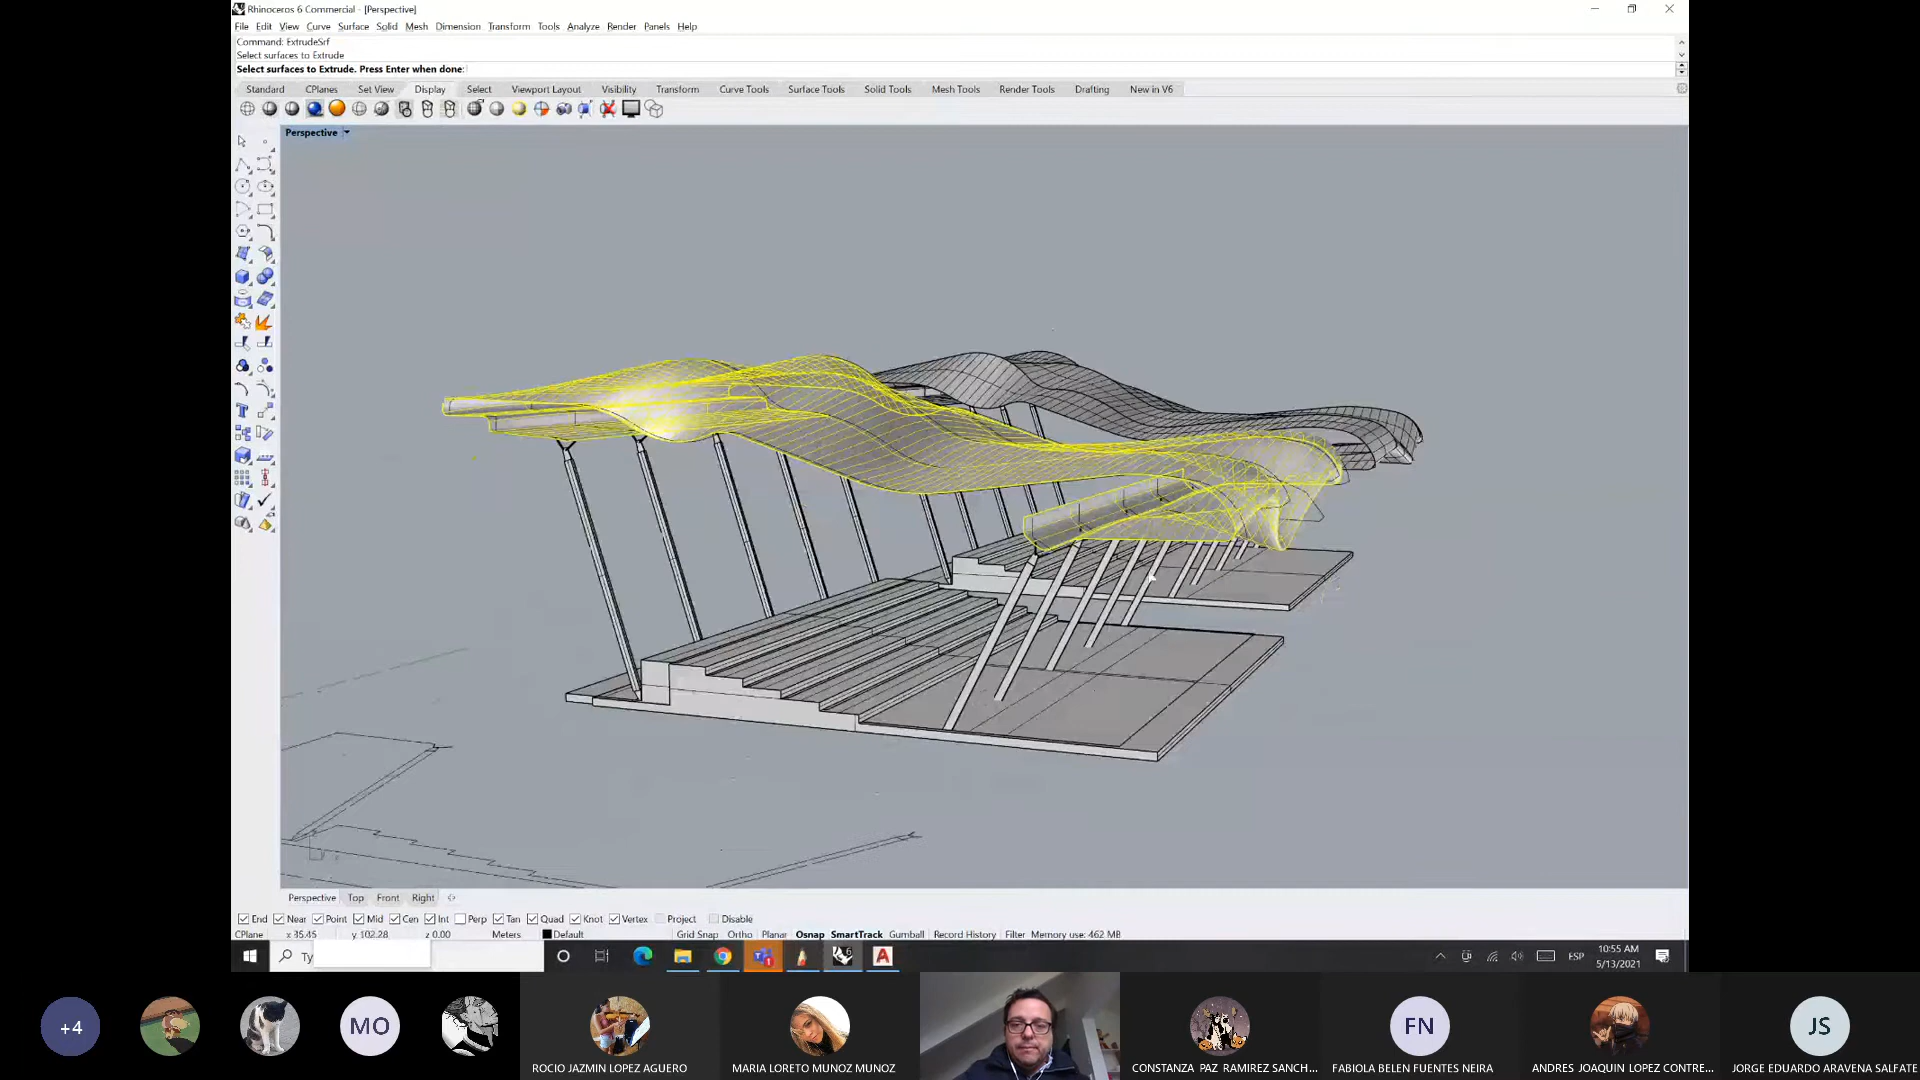 Rhinoceros 6 Commercial - [Perspective]
File Edit View Curve Surface Solid Mesh Dimension Transform Tools Analyze Render Panels Help
Command: ExtrudeSrf
Select surfaces to Extrude
Select surfaces to Extrude. Press Enter when done:
Standard CPlanes Set View Display Select Viewport Layout Visibility Transform Curve Tools Surface Tools Solid Tools Mesh Tools Render Tools Drafting New in V6
Perspective
Perspective Top Front Right
End Near Point Mid Cen Int Perp Tan Quad Knot Vertex Project Disable
CPlane x 35.45 y 102.28 z 0.00 Meters Default Grid Snap Ortho Planar Osnap SmartTrack Gumball Record History Filter Memory use: 462 MB
Ty
ESP
10:55 AM
5/13/2021
+4
MO
FN
JS
ROCIO JAZMIN LOPEZ AGUERO
MARIA LORETO MUNOZ MUNOZ
CONSTANZA PAZ RAMIREZ SANCH...
FABIOLA BELEN FUENTES NEIRA
ANDRES JOAQUIN LOPEZ CONTRE...
JORGE EDUARDO ARAVENA SALFATE